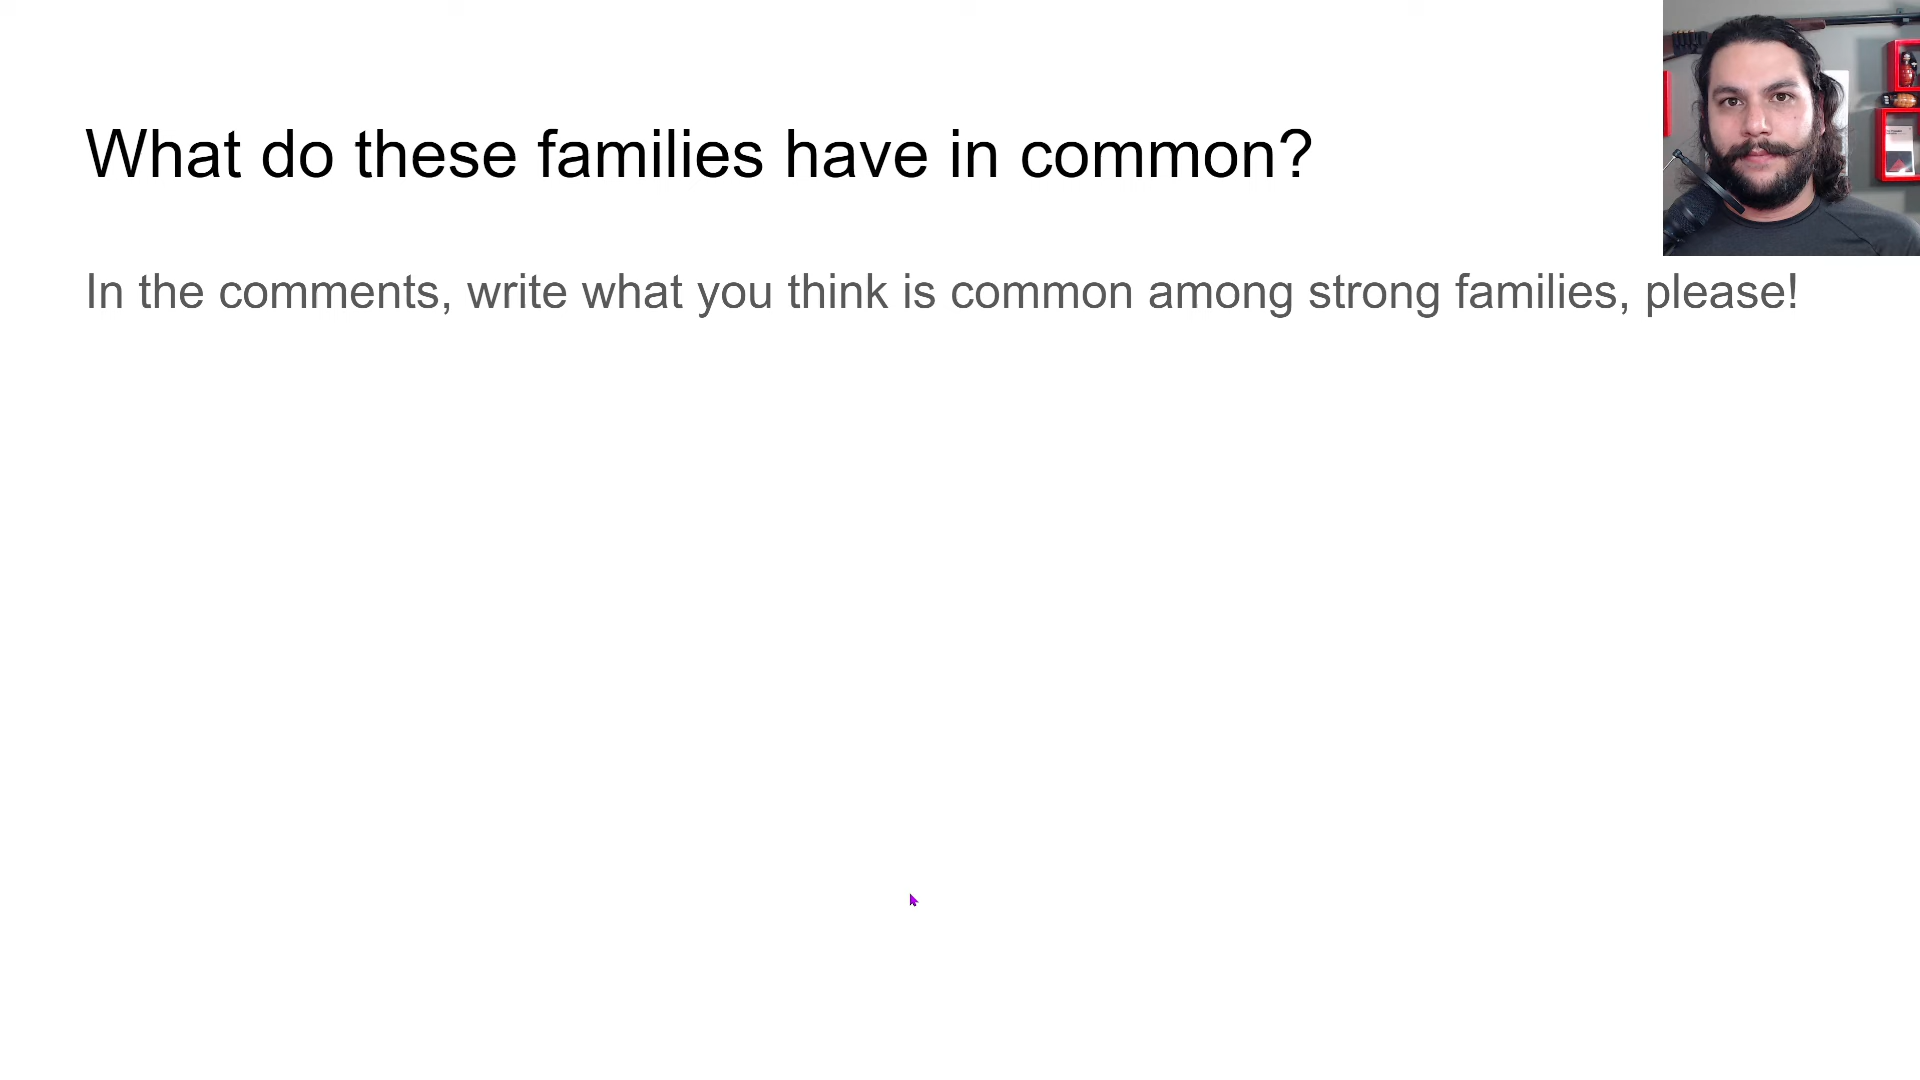 What do these families have in common?
In the comments, write what you think is common among strong families, please!